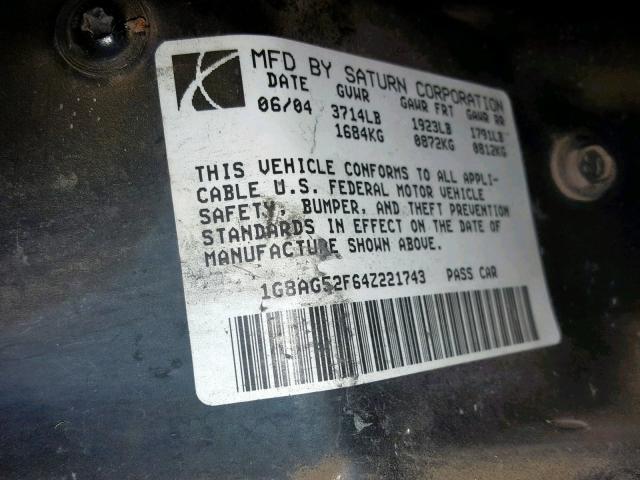 MFD BY SATURN CORPORATION
DATE GVWR GAWR FRT GAWR RR
06/04 3714LB 1923LB 1791LB
1684KG 0872KG 0812KG
THIS VEHICLE CONFORMS TO ALL APPLI-
CABLE U.S. FEDERAL MOTOR VEHICLE
SAFETY, BUMPER, AND THEFT PREVENTION
STANDARDS IN EFFECT ON THE DATE OF
MANUFACTURE SHOWN ABOVE.
1G8AG52F64Z221743 PASS CAR